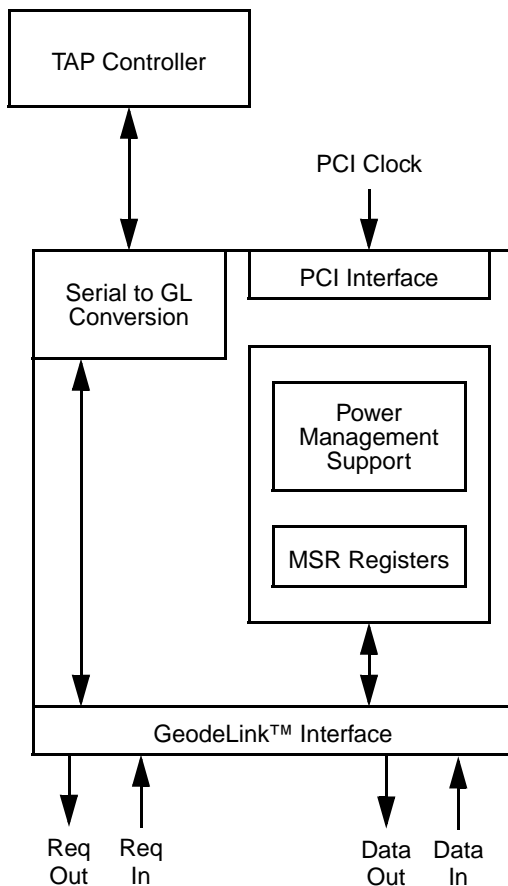 TAP Controller
PCI Clock
Serial to GL
Conversion
PCI Interface
Power
Management
Support
MSR Registers
GeodeLink™ Interface
Req
Out
Req
In
Data
Out
Data
In